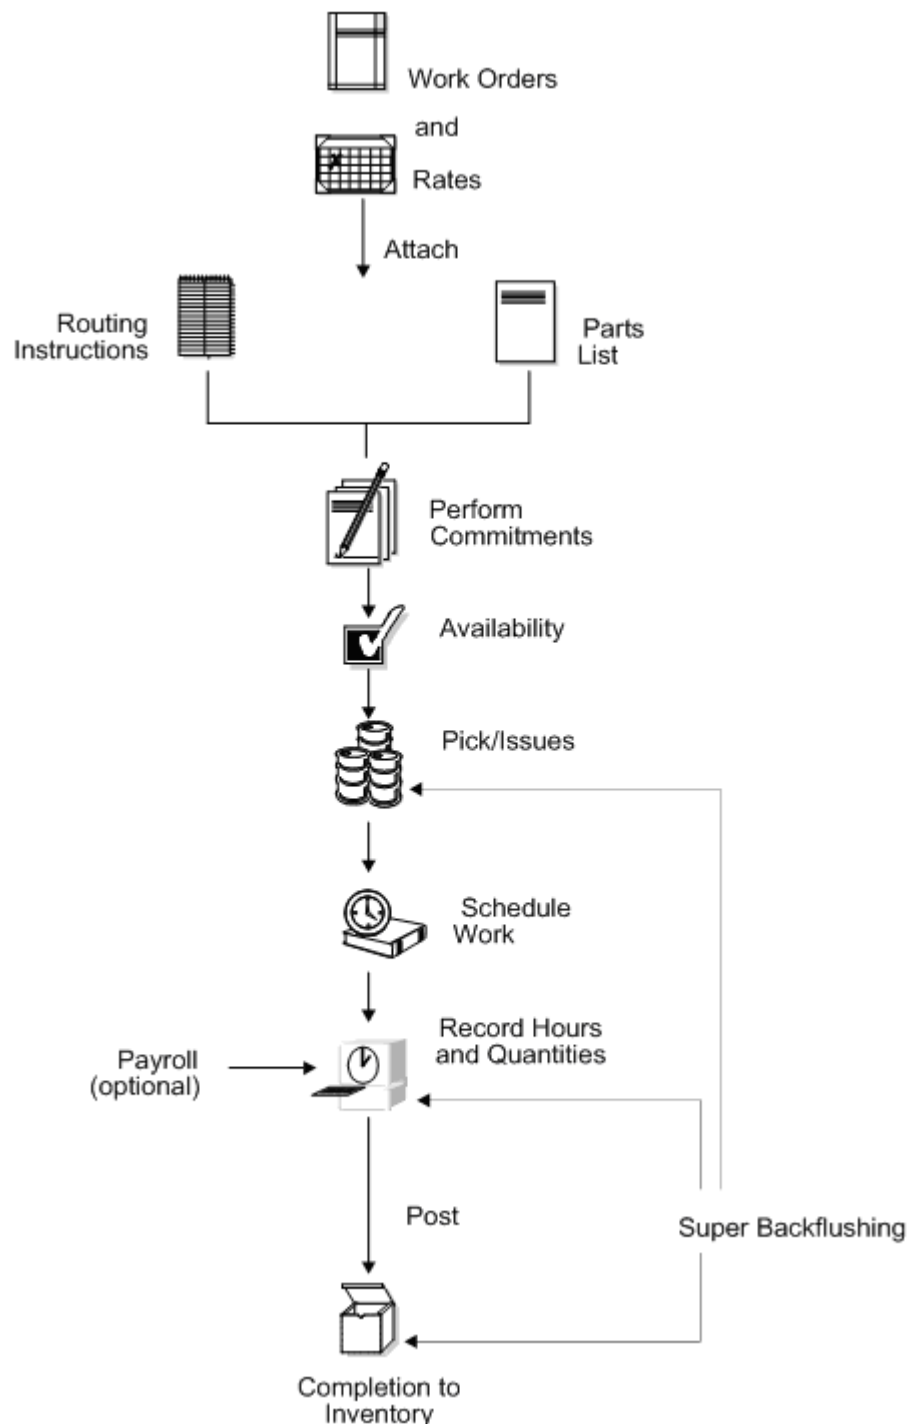 Work Orders
and
Rates
Attach
Routing
Instructions
Parts
List
Perform
Commitments
Availability
Pick/Issues
Schedule
Work
Record Hours
and Quantities
Payroll
(optional)
Post
Super Backflushing
Completion to
Inventory